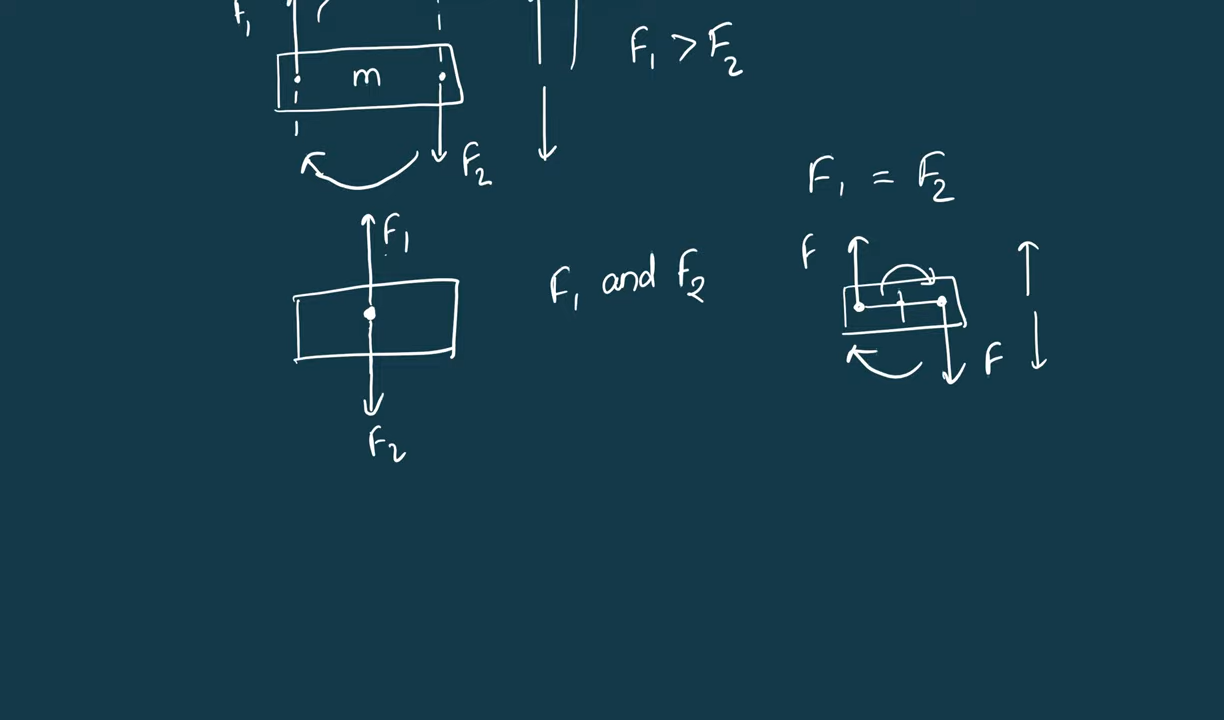 F₁
m
F₁ > F₂
F₂
F₁ = F₂
F₁
F
F₁ and F₂
F
F₂